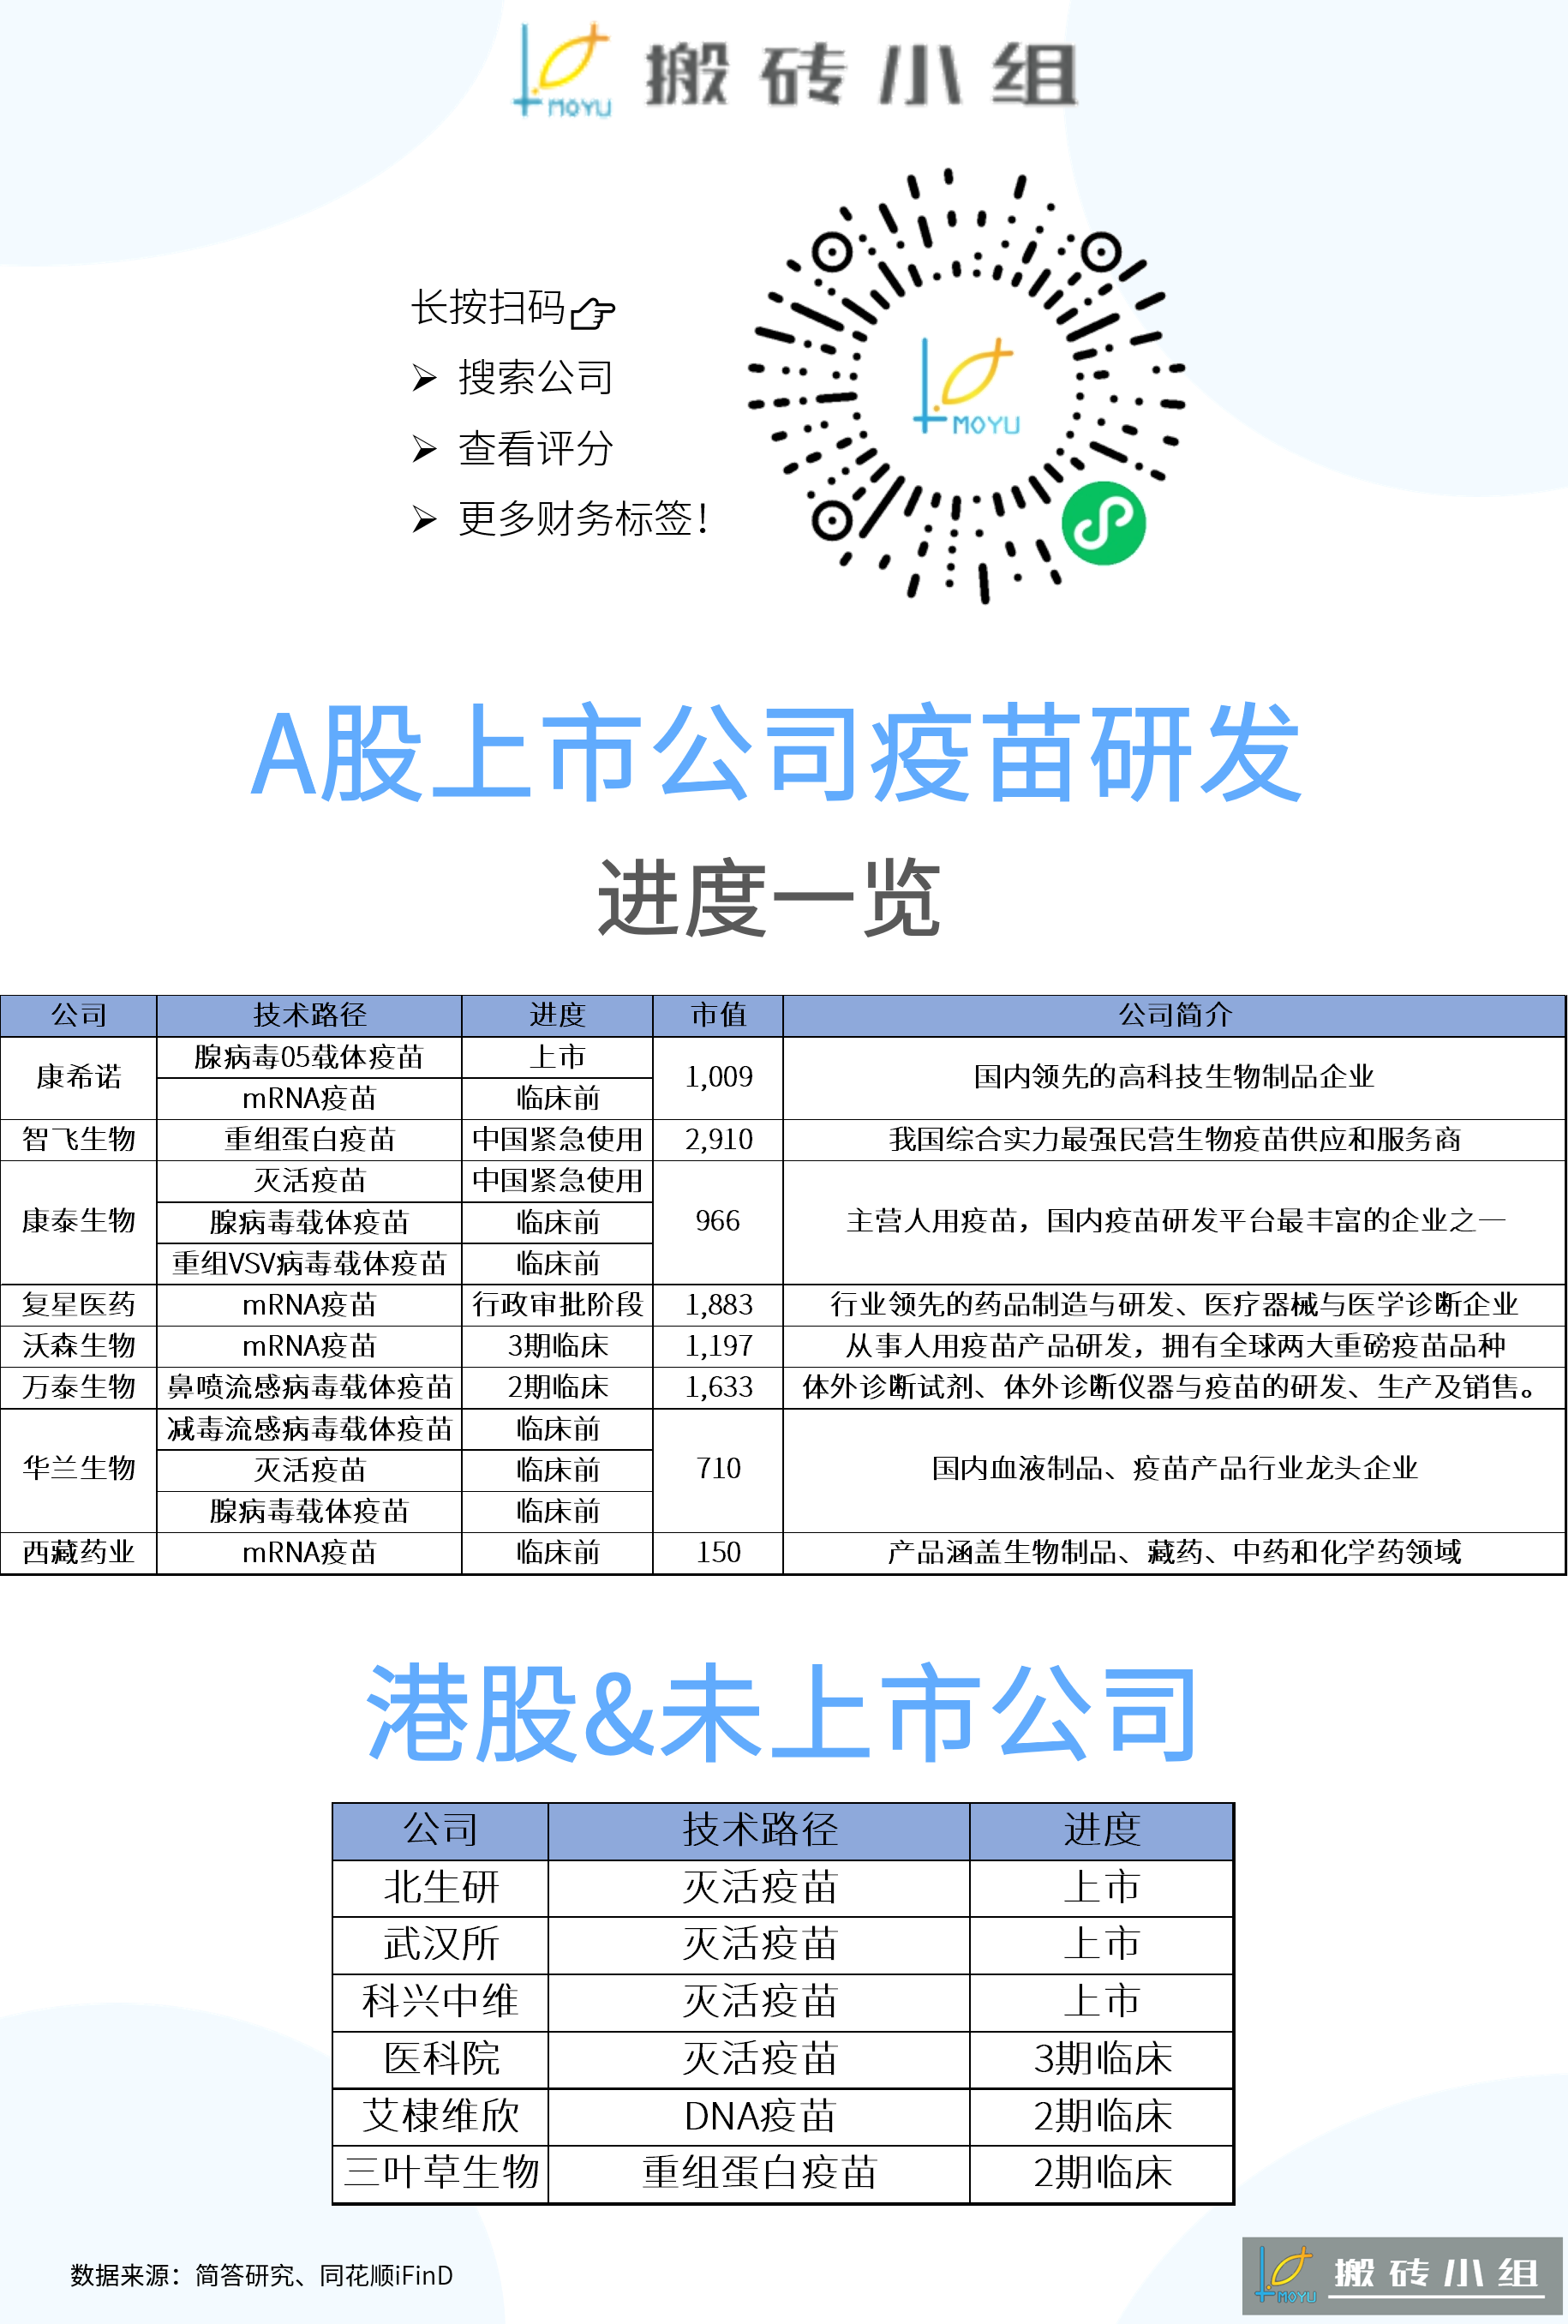 MOYU 搬砖小组
长按扫码
搜索公司
查看评分
更多财务标签！
MOYU
A股上市公司疫苗研发
进度一览
公司 技术路径 进度 市值 公司简介
康希诺 腺病毒05载体疫苗 上市 1,009 国内领先的高科技生物制品企业
mRNA疫苗 临床前
智飞生物 重组蛋白疫苗 中国紧急使用 2,910 我国综合实力最强民营生物疫苗供应和服务商
康泰生物 灭活疫苗 中国紧急使用 966 主营人用疫苗，国内疫苗研发平台最丰富的企业之一
腺病毒载体疫苗 临床前
重组VSV病毒载体疫苗 临床前
复星医药 mRNA疫苗 行政审批阶段 1,883 行业领先的药品制造与研发、医疗器械与医学诊断企业
沃森生物 mRNA疫苗 3期临床 1,197 从事人用疫苗产品研发，拥有全球两大重磅疫苗品种
万泰生物 鼻喷流感病毒载体疫苗 2期临床 1,633 体外诊断试剂、体外诊断仪器与疫苗的研发、生产及销售。
华兰生物 减毒流感病毒载体疫苗 临床前 710 国内血液制品、疫苗产品行业龙头企业
灭活疫苗 临床前
腺病毒载体疫苗 临床前
西藏药业 mRNA疫苗 临床前 150 产品涵盖生物制品、藏药、中药和化学药领域
港股&未上市公司
公司 技术路径 进度
北生研 灭活疫苗 上市
武汉所 灭活疫苗 上市
科兴中维 灭活疫苗 上市
医科院 灭活疫苗 3期临床
艾棣维欣 DNA疫苗 2期临床
三叶草生物 重组蛋白疫苗 2期临床
数据来源：简答研究、同花顺iFinD
MOYU 搬砖小组